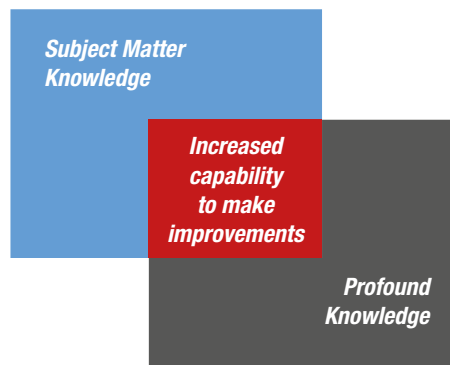 Subject Matter
Knowledge
Increased
capability
to make
improvements
Profound
Knowledge